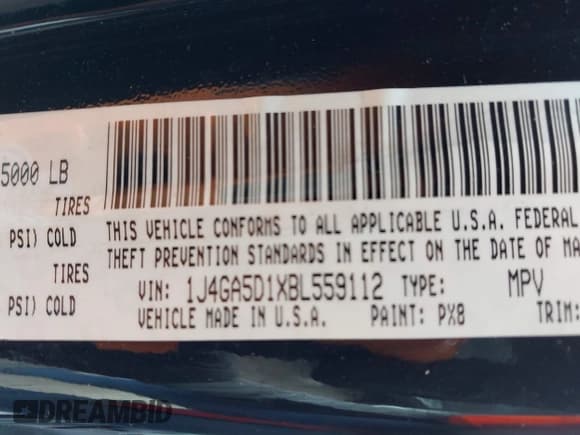 5000 LB
TIRES
PSI) COLD
TIRES
PSI) COLD
THIS VEHICLE CONFORMS TO ALL APPLICABLE U.S.A. FEDERAL
THEFT PREVENTION STANDARDS IN EFFECT ON THE DATE OF MA
VIN: 1J4GA5D1XBL559112 TYPE: MPV
VEHICLE MADE IN U.S.A. PAINT: PX8 TRIM:
DREAMBID